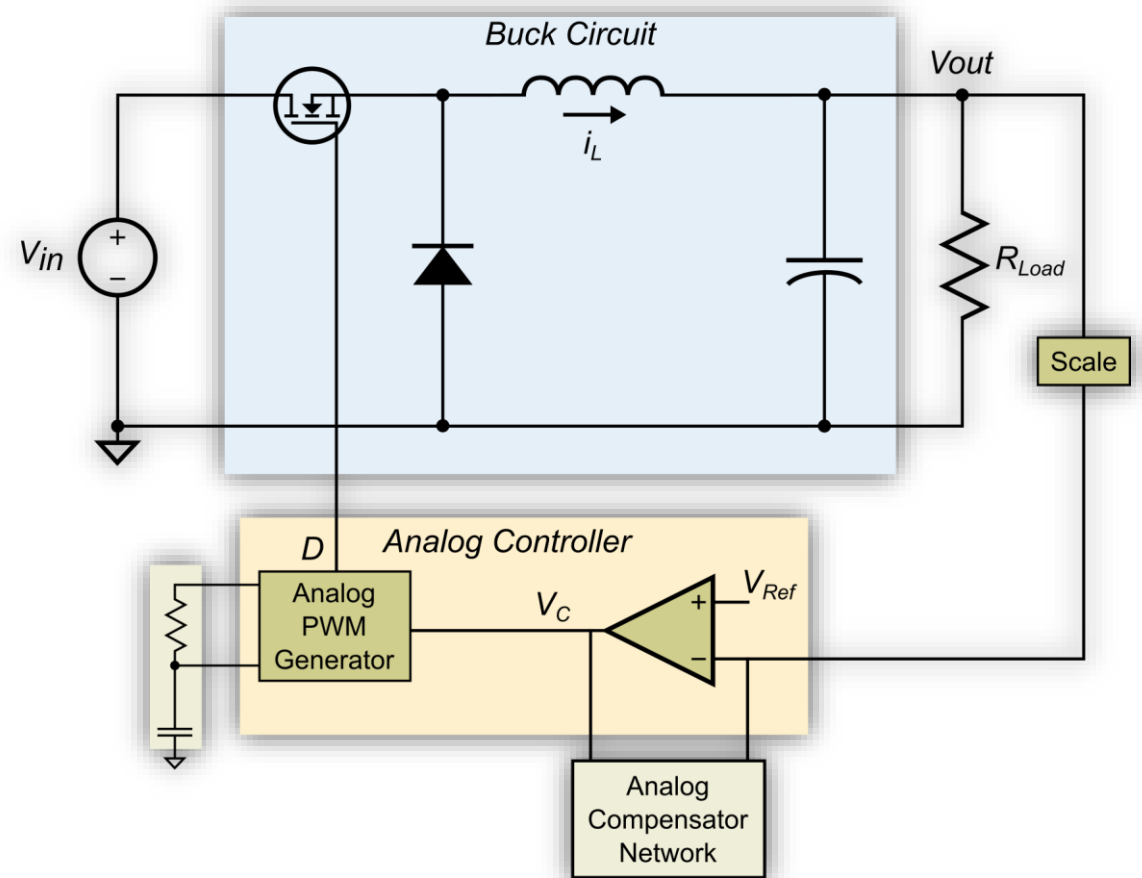 Buck Circuit
Vout
i_L
V_in
+
−
R_Load
Scale
D
Analog Controller
Analog
PWM
Generator
V_C
+
V_Ref
−
Analog
Compensator
Network